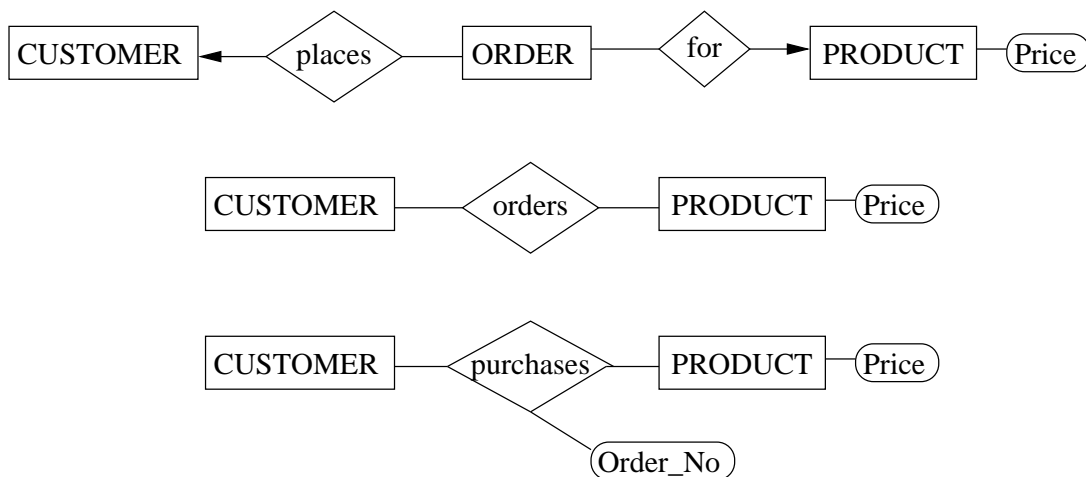 CUSTOMER places ORDER for PRODUCT Price
CUSTOMER orders PRODUCT Price
CUSTOMER purchases PRODUCT Price
Order_No